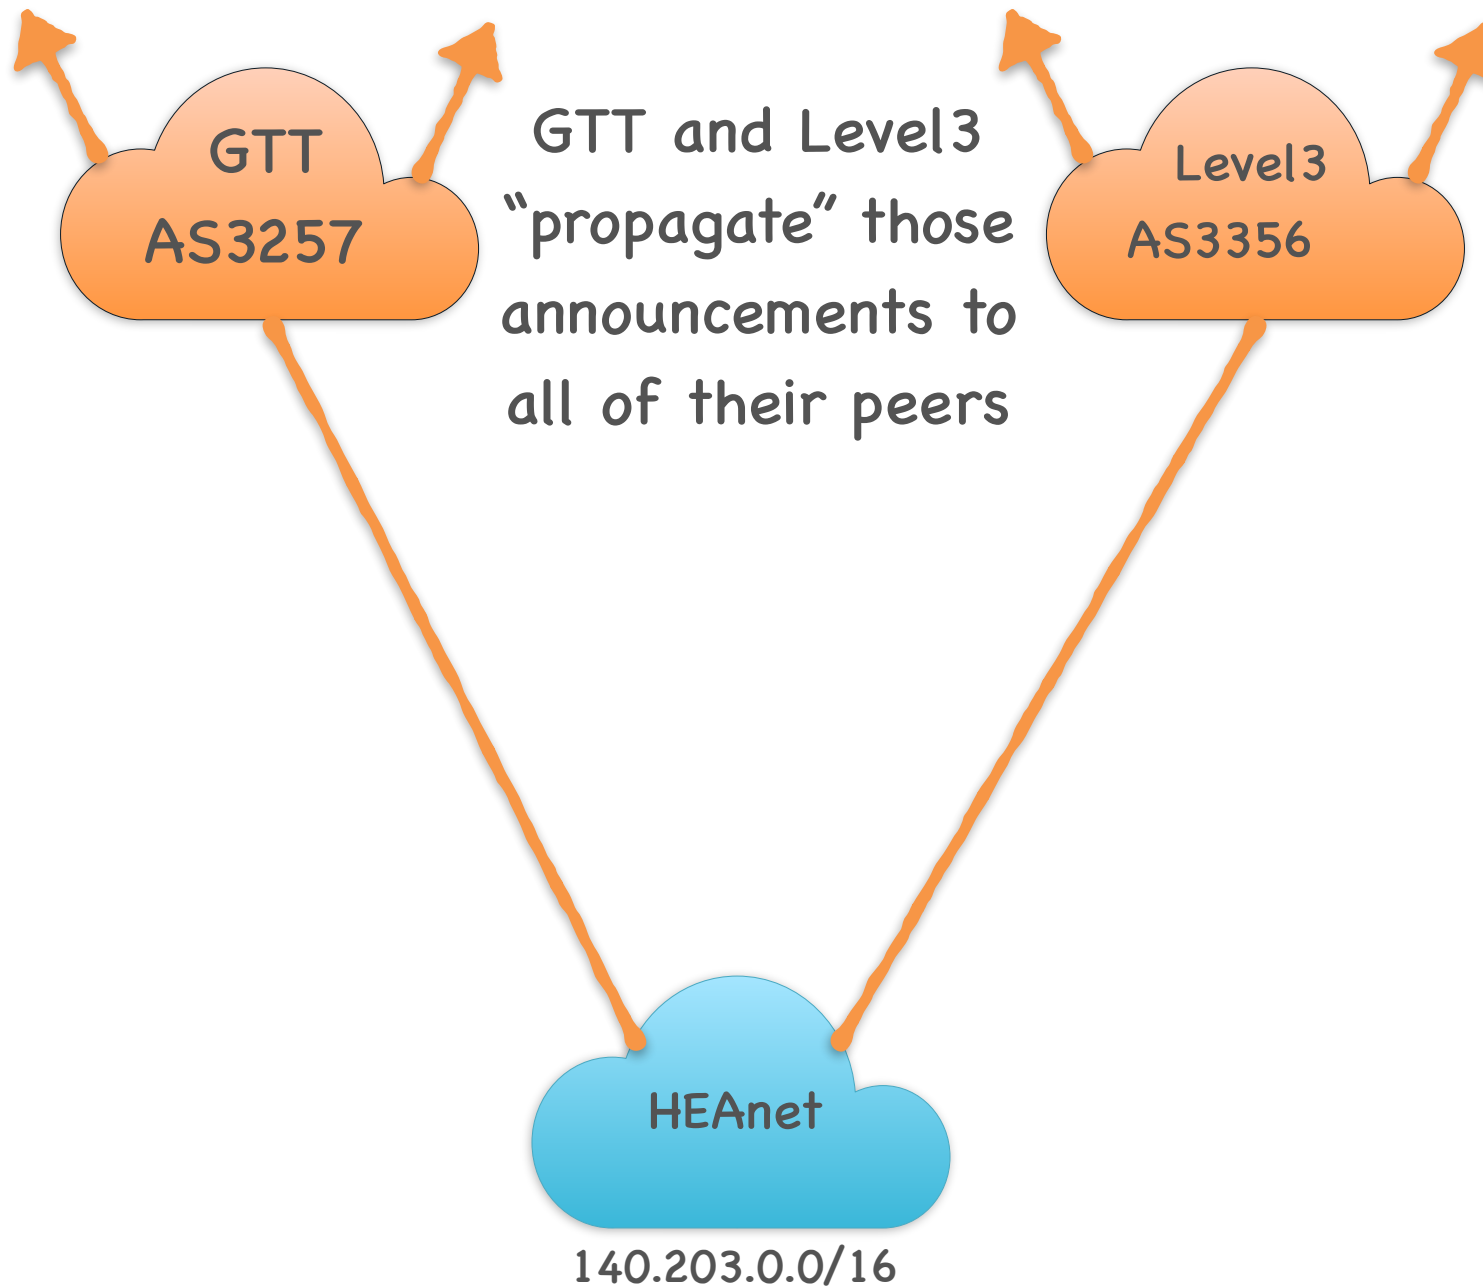 GTT
AS3257
GTT and Level3
“propagate” those
announcements to
all of their peers
Level3
AS3356
HEAnet
140.203.0.0/16